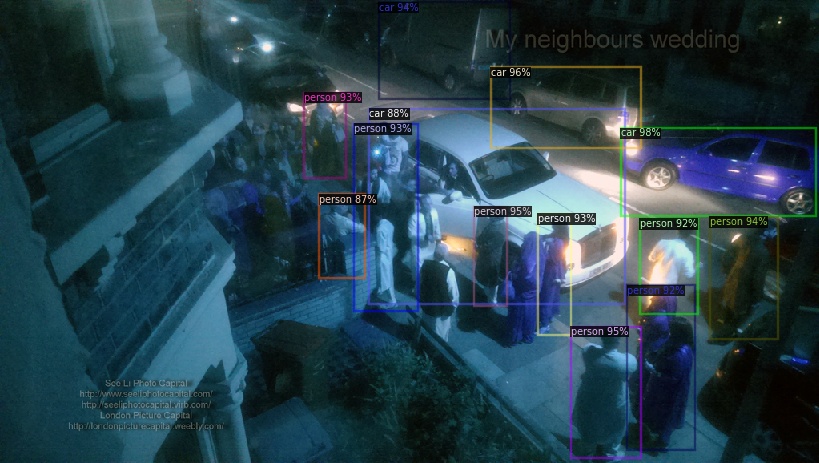 car 94%
My neighbours wedding
car 96%
person 93%
car 88%
person 93%
car 98%
person 87%
person 95%
person 93%
person 92%
person 94%
person 92%
person 95%
See Li Photo Capital
http://www.seeliphotocapital.com/
http://seeliphotocapital.virb.com/
London Picture Capital
http://londonpicturecapital.weebly.com/